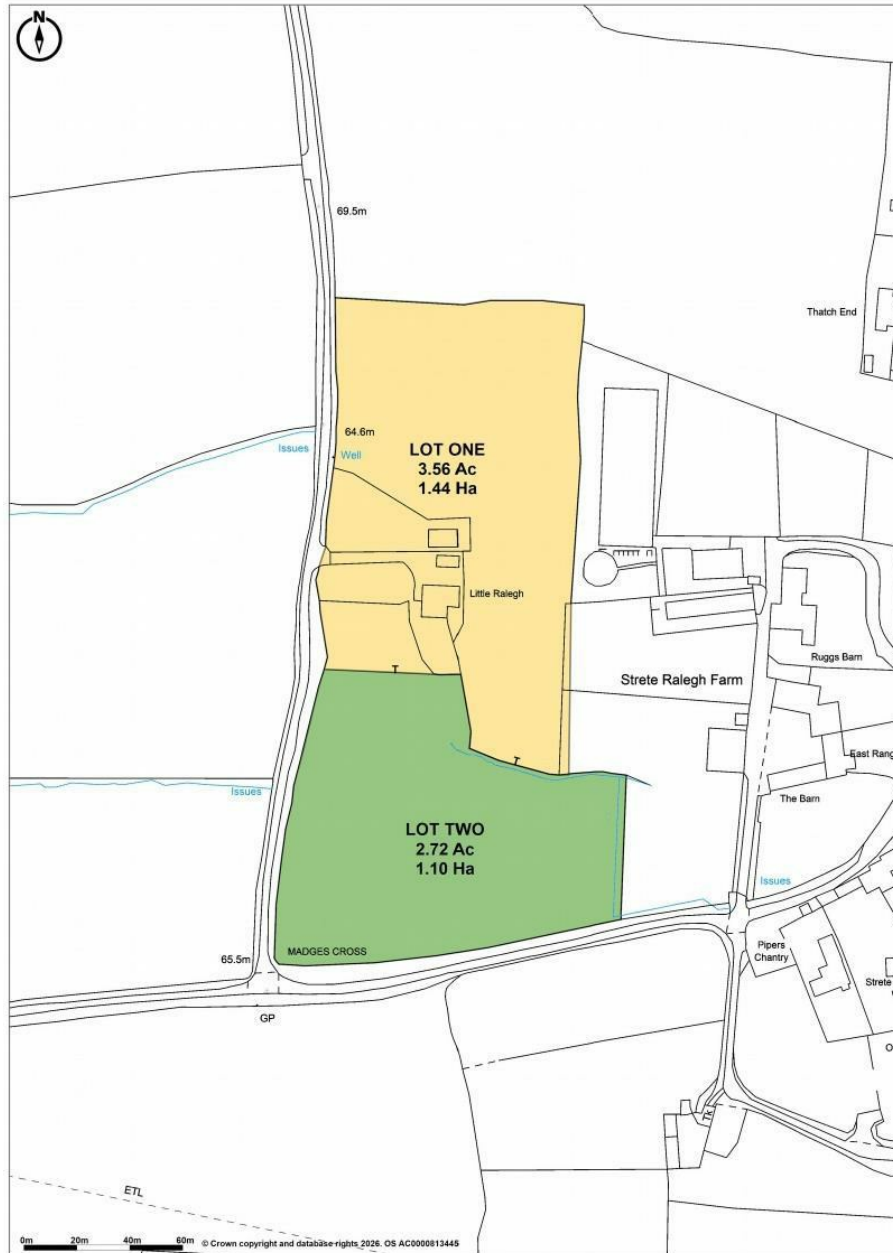 N
69.5m
Thatch End
64.6m
LOT ONE
3.56 Ac
1.44 Ha
Issues
Well
Little Ralegh
Ruggs Barn
Strete Ralegh Farm
T
East Rang
T
Issues
The Barn
LOT TWO
2.72 Ac
1.10 Ha
Issues
MADGES CROSS
65.5m
Pipers
Chantry
Strete
GP
O
Tk
ETL
0m 20m 40m 60m © Crown copyright and database rights 2026. OS AC0000813445